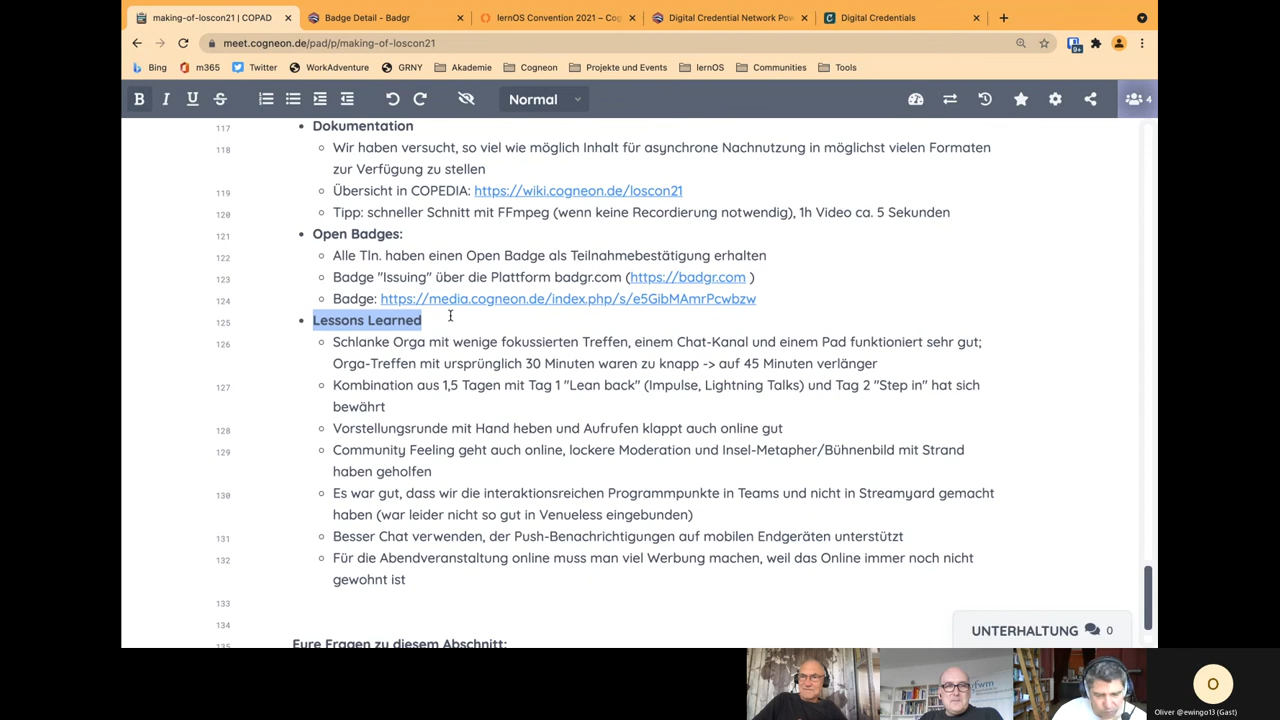 making-of-loscon21 | COPAD
Badge Detail - Badgr
lernOS Convention 2021 – Cog
Digital Credential Network Pow
Digital Credentials
meet.cogneon.de/pad/p/making-of-loscon21
9+
Bing
m365
Twitter
WorkAdventure
GRNY
Akademie
Cogneon
Projekte und Events
lernOS
Communities
Tools
B I U S Normal 4
117 Dokumentation
118 Wir haben versucht, so viel wie möglich Inhalt für asynchrone Nachnutzung in möglichst vielen Formaten
zur Verfügung zu stellen
119 Übersicht in COPEDIA: https://wiki.cogneon.de/loscon21
120 Tipp: schneller Schnitt mit FFmpeg (wenn keine Recordierung notwendig), 1h Video ca. 5 Sekunden
121 Open Badges:
122 Alle Tln. haben einen Open Badge als Teilnahmebestätigung erhalten
123 Badge "Issuing" über die Plattform badgr.com (https://badgr.com )
124 Badge: https://media.cogneon.de/index.php/s/e5GibMAmrPcwbzw
125 Lessons Learned
126 Schlanke Orga mit wenige fokussierten Treffen, einem Chat-Kanal und einem Pad funktioniert sehr gut;
Orga-Treffen mit ursprünglich 30 Minuten waren zu knapp -> auf 45 Minuten verlänger
127 Kombination aus 1,5 Tagen mit Tag 1 "Lean back" (Impulse, Lightning Talks) und Tag 2 "Step in" hat sich
bewährt
128 Vorstellungsrunde mit Hand heben und Aufrufen klappt auch online gut
129 Community Feeling geht auch online, lockere Moderation und Insel-Metapher/Bühnenbild mit Strand
haben geholfen
130 Es war gut, dass wir die interaktionsreichen Programmpunkte in Teams und nicht in Streamyard gemacht
haben (war leider nicht so gut in Venueless eingebunden)
131 Besser Chat verwenden, der Push-Benachrichtigungen auf mobilen Endgeräten unterstützt
132 Für die Abendveranstaltung online muss man viel Werbung machen, weil das Online immer noch nicht
gewohnt ist
133
134
135 Eure Fragen zu diesem Abschnitt:
UNTERHALTUNG 0
gfwm
O
Oliver @ewingo13 (Gast)